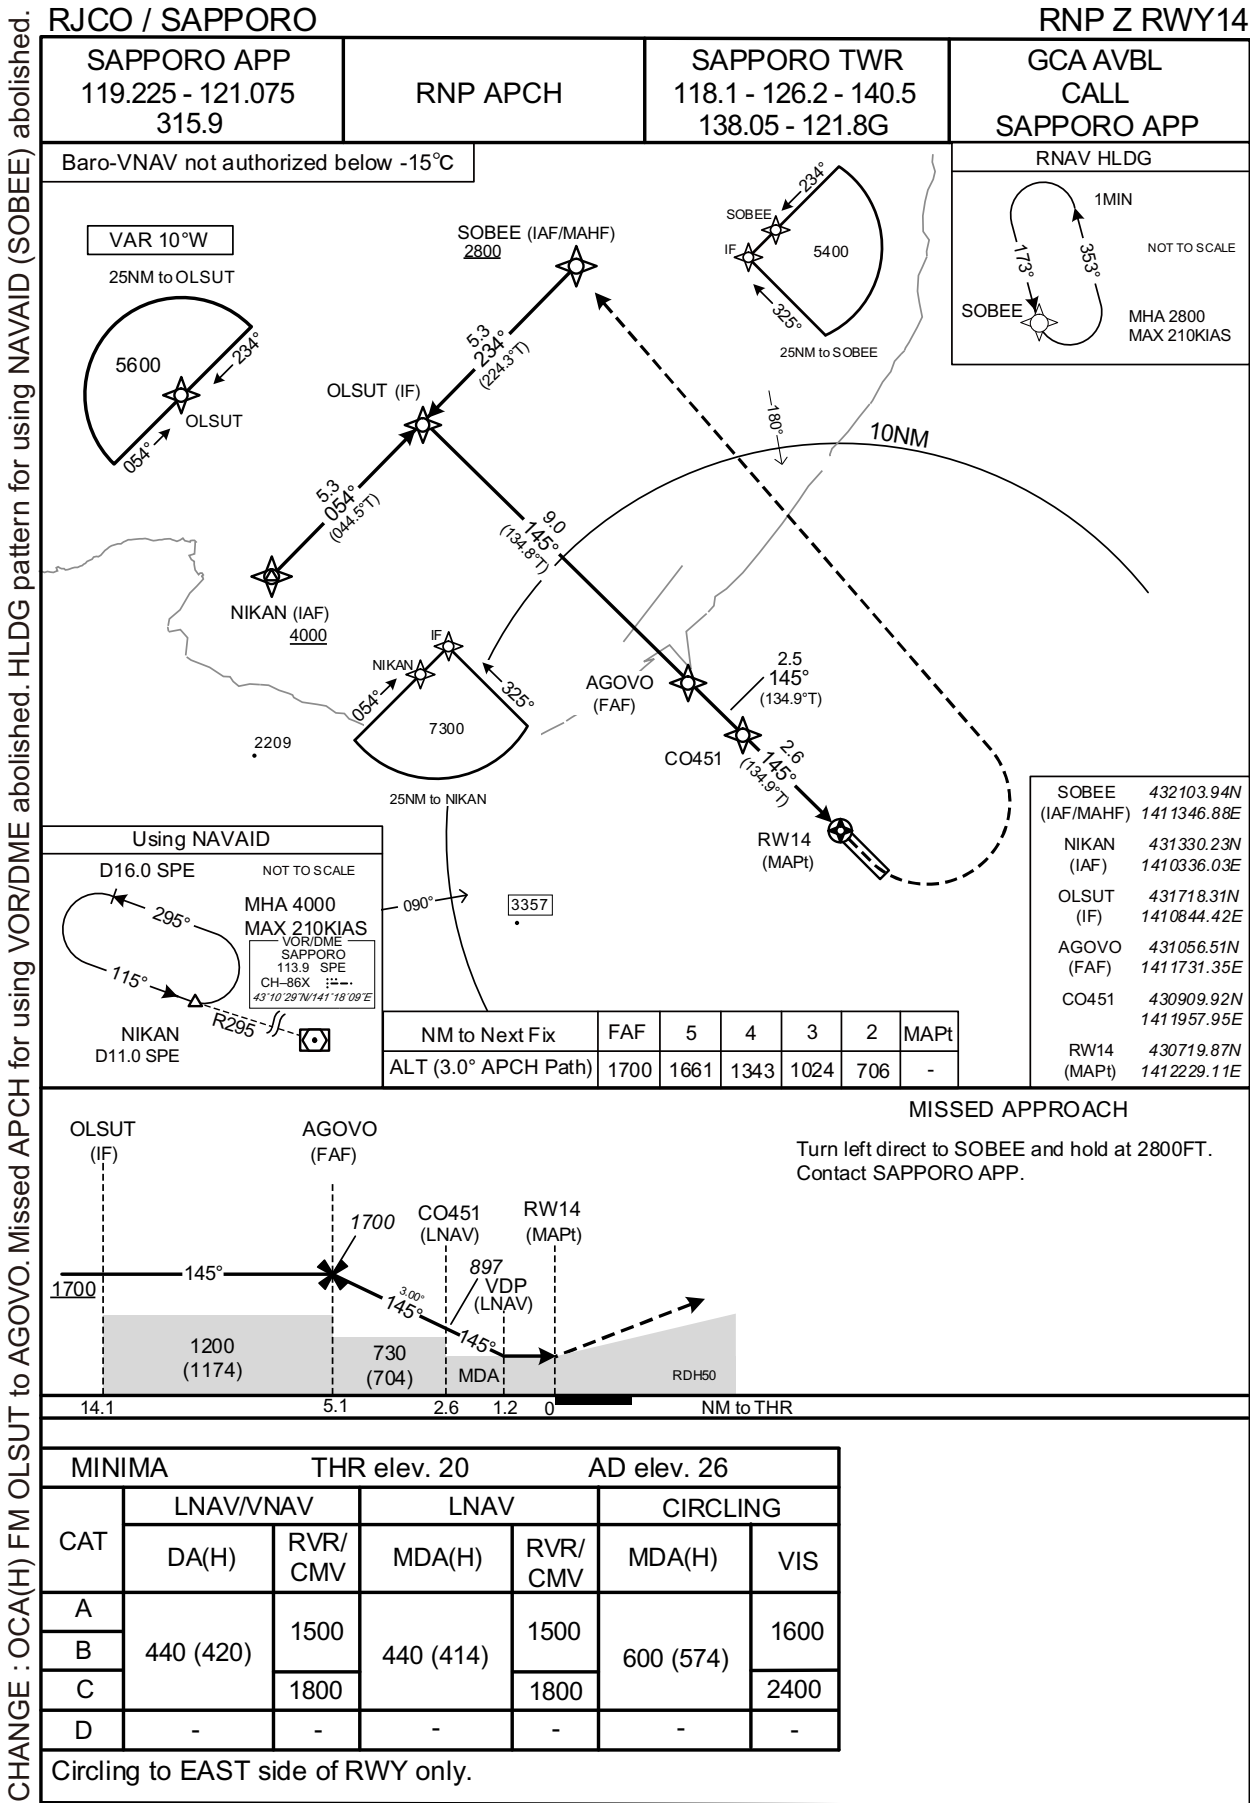 RJCO / SAPPORO
RNP Z RWY14
SAPPORO APP
119.225 - 121.075
315.9
RNP APCH
SAPPORO TWR
118.1 - 126.2 - 140.5
138.05 - 121.8G
GCA AVBL
CALL
SAPPORO APP
Baro-VNAV not authorized below -15°C
VAR 10°W
25NM to OLSUT
5600
234°
OLSUT
054°
SOBEE (IAF/MAHF)
2800
5.3
234°
(224.3°T)
OLSUT (IF)
5.3
054°
(044.5°T)
NIKAN (IAF)
4000
SOBEE
234°
IF
5400
325°
25NM to SOBEE
RNAV HLDG
1MIN
173°
353°
NOT TO SCALE
SOBEE
MHA 2800
MAX 210KIAS
180°
10NM
9.0
145°
(134.8°T)
IF
NIKAN
054°
325°
7300
25NM to NIKAN
2209
AGOVO
(FAF)
2.5
145°
(134.9°T)
CO451
2.6
145°
(134.9°T)
RW14
(MAPt)
090°
3357
SOBEE 432103.94N
(IAF/MAHF) 1411346.88E
NIKAN 431330.23N
(IAF) 1410336.03E
OLSUT 431718.31N
(IF) 1410844.42E
AGOVO 431056.51N
(FAF) 1411731.35E
CO451 430909.92N
1411957.95E
RW14 430719.87N
(MAPt) 1412229.11E
Using NAVAID
D16.0 SPE
NOT TO SCALE
295°
MHA 4000
MAX 210KIAS
VOR/DME
SAPPORO
113.9 SPE
CH–86X
43°10'29"N/141°18'09"E
115°
R295
NIKAN
D11.0 SPE
NM to Next Fix FAF 5 4 3 2 MAPt
ALT (3.0° APCH Path) 1700 1661 1343 1024 706 -
MISSED APPROACH
Turn left direct to SOBEE and hold at 2800FT.
Contact SAPPORO APP.
OLSUT
(IF)
AGOVO
(FAF)
1700
CO451
(LNAV)
RW14
(MAPt)
897
VDP
(LNAV)
1700
145°
3.00°
145°
145°
1200
(1174)
730
(704)
MDA
RDH50
14.1 5.1 2.6 1.2 0 NM to THR
MINIMA THR elev. 20 AD elev. 26
CAT LNAV/VNAV LNAV CIRCLING
DA(H) RVR/
CMV MDA(H) RVR/
CMV MDA(H) VIS
A
B
C
440 (420) 1500 440 (414) 1500 600 (574) 1600
1800 1800 2400
D - - - - - -
Circling to EAST side of RWY only.
CHANGE : OCA(H) FM OLSUT to AGOVO. Missed APCH for using VOR/DME abolished. HLDG pattern for using NAVAID (SOBEE) abolished.